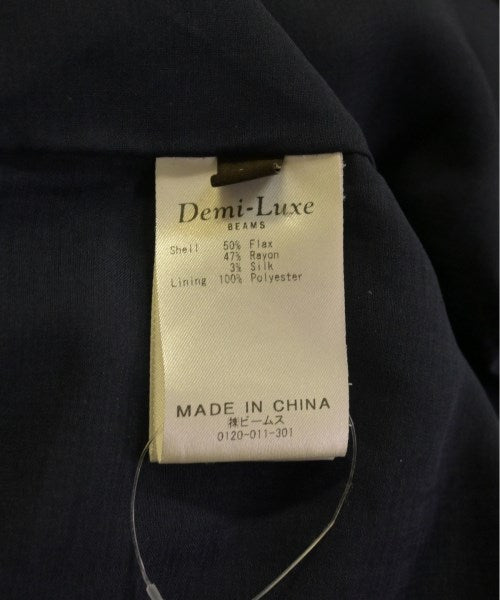 Demi-Luxe
BEAMS
Shell 50% Flax
47% Rayon
3% Silk
Lining 100% Polyester
MADE IN CHINA
㈱ビームス
0120-011-301